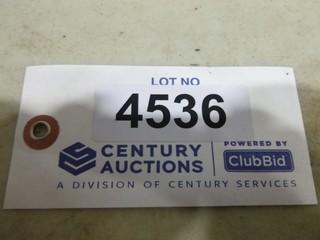 LOT NO
4536
CENTURY
AUCTIONS
POWERED BY
ClubBid
A DIVISION OF CENTURY SERVICES